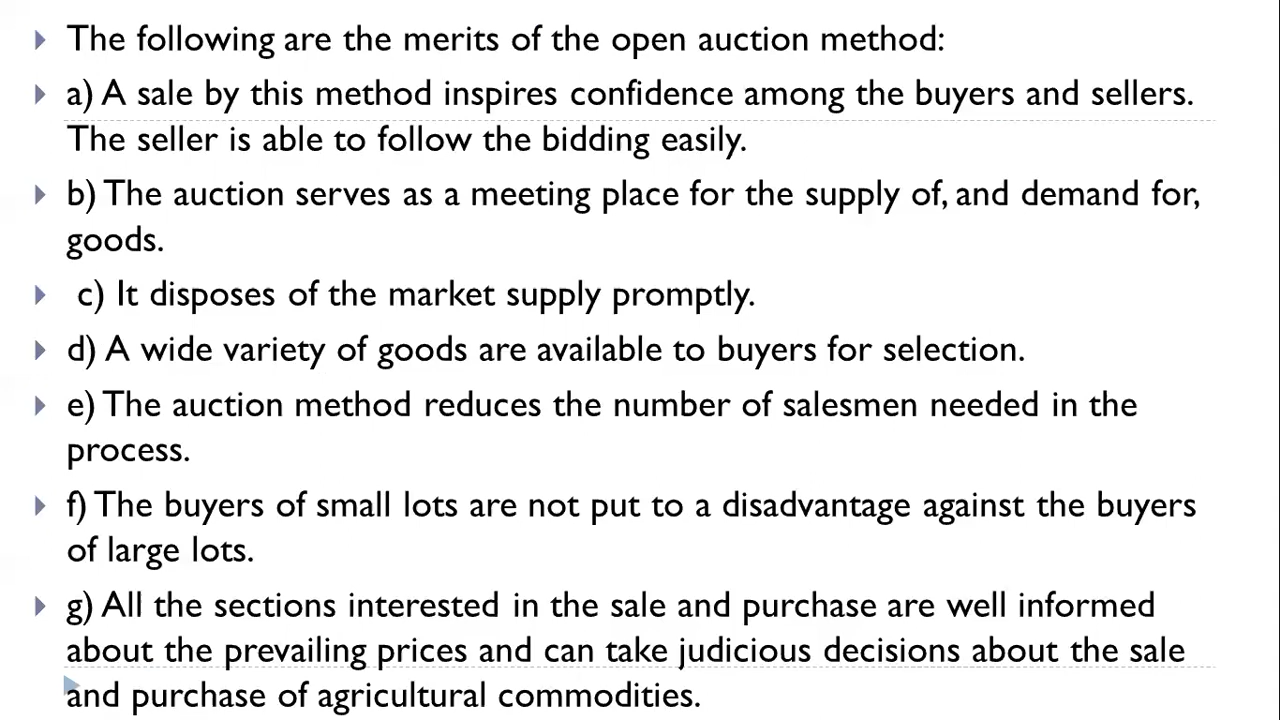 The following are the merits of the open auction method:
a) A sale by this method inspires confidence among the buyers and sellers.
The seller is able to follow the bidding easily.
b) The auction serves as a meeting place for the supply of, and demand for,
goods.
c) It disposes of the market supply promptly.
d) A wide variety of goods are available to buyers for selection.
e) The auction method reduces the number of salesmen needed in the
process.
f) The buyers of small lots are not put to a disadvantage against the buyers
of large lots.
g) All the sections interested in the sale and purchase are well informed
about the prevailing prices and can take judicious decisions about the sale
and purchase of agricultural commodities.